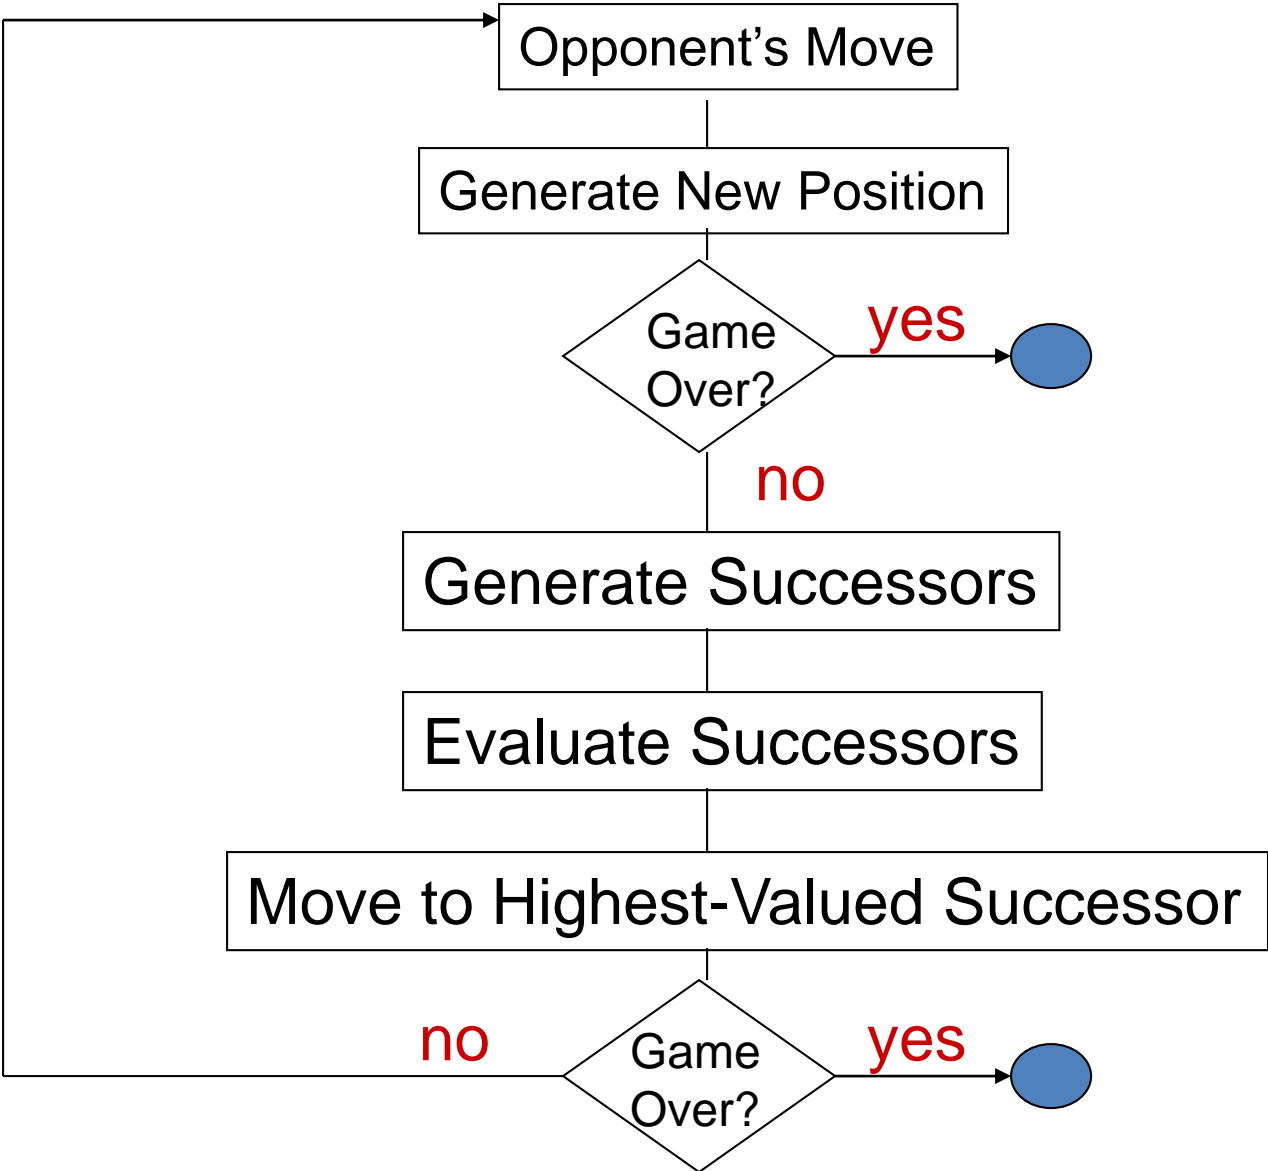 Opponent's Move
Generate New Position
Game
Over?
yes
no
Generate Successors
Evaluate Successors
Move to Highest-Valued Successor
no
Game
Over?
yes